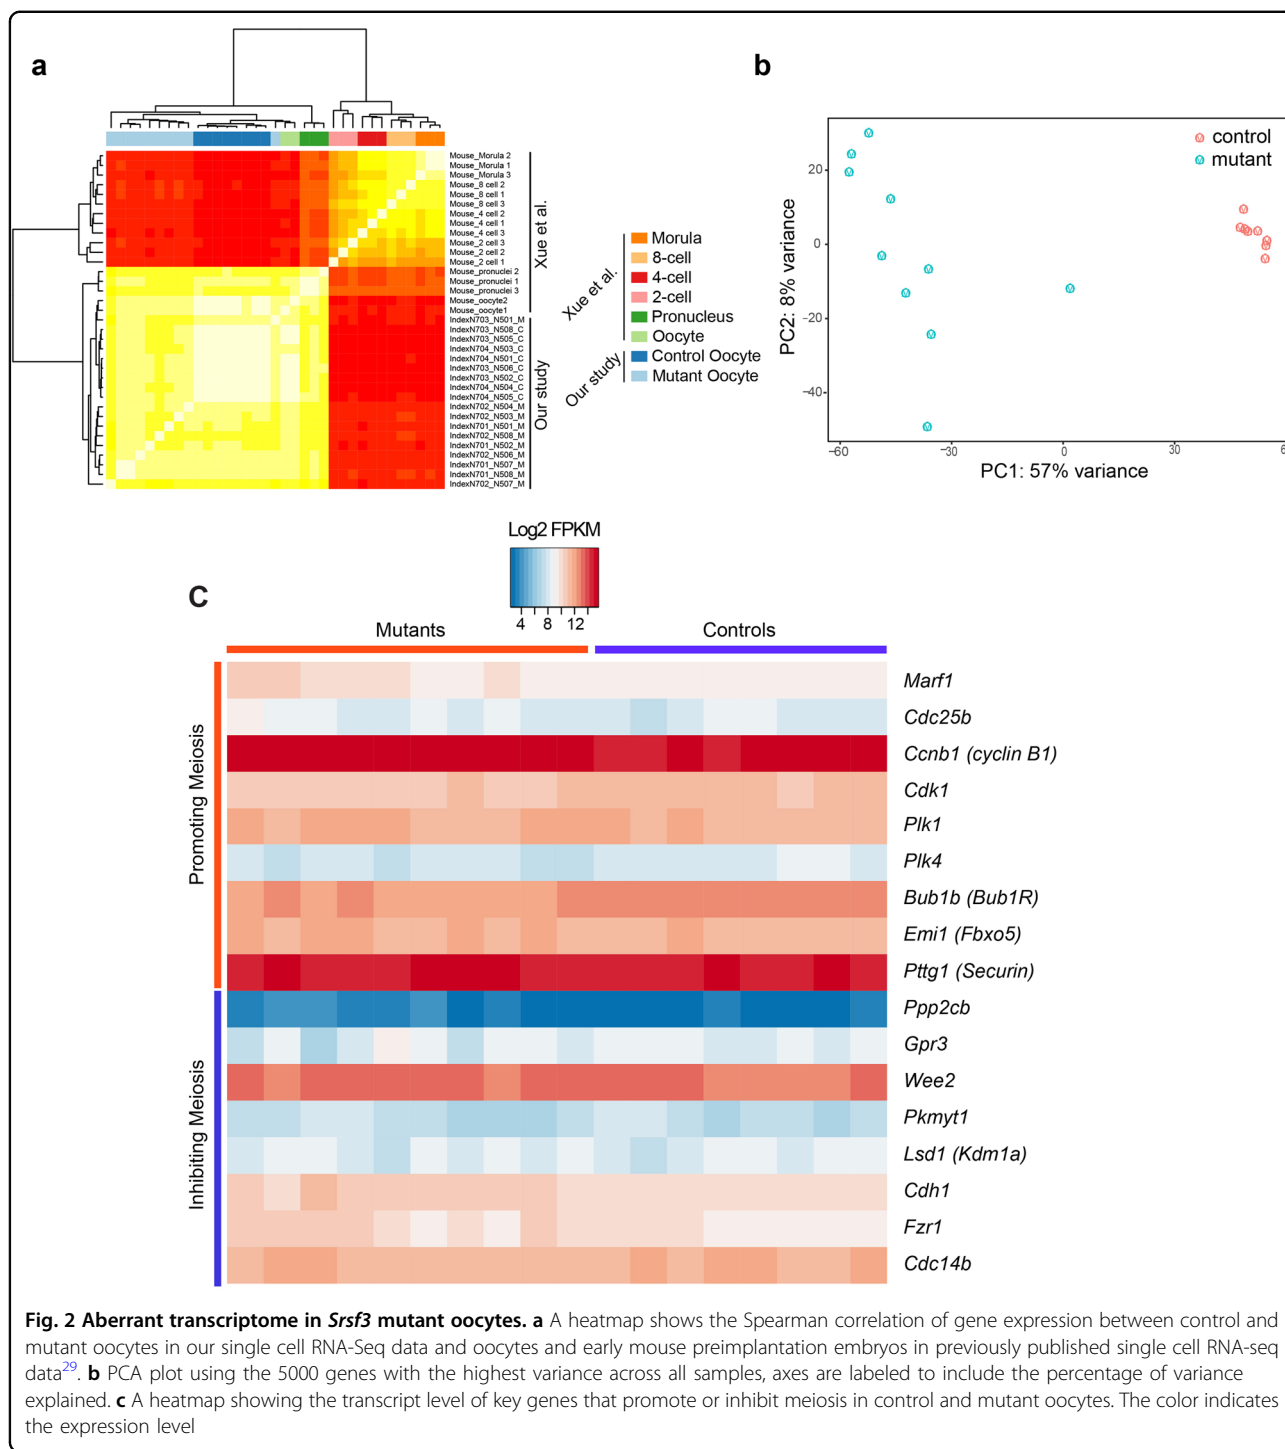 a
Mouse_Morula 2
Mouse_Morula 1
Mouse_Morula 3
Mouse_8 cell 2
Mouse_8 cell 1
Mouse_8 cell 3
Mouse_4 cell 2
Mouse_4 cell 1
Mouse_4 cell 3
Mouse_2 cell 3
Mouse_2 cell 2
Mouse_2 cell 1
Mouse_pronuclei 2
Mouse_pronuclei 1
Mouse_pronuclei 3
Mouse_oocyte2
Mouse_oocyte1
IndexN703_N501_M
IndexN703_N508_C
IndexN703_N505_C
IndexN704_N503_C
IndexN704_N501_C
IndexN703_N506_C
IndexN703_N502_C
IndexN704_N504_C
IndexN704_N505_C
IndexN702_N504_M
IndexN702_N503_M
IndexN701_N501_M
IndexN702_N508_M
IndexN701_N502_M
IndexN702_N506_M
IndexN701_N507_M
IndexN701_N508_M
IndexN702_N507_M
Xue et al.
Our study
Xue et al.
Our study
Morula
8-cell
4-cell
2-cell
Pronucleus
Oocyte
Control Oocyte
Mutant Oocyte
b
control
mutant
PC2: 8% variance
20
0
−20
−40
−60
−30
0
30
6
PC1: 57% variance
C
Log2 FPKM
4 8 12
Mutants
Controls
Promoting Meiosis
Inhibiting Meiosis
Marf1
Cdc25b
Ccnb1 (cyclin B1)
Cdk1
Plk1
Plk4
Bub1b (Bub1R)
Emi1 (Fbxo5)
Pttg1 (Securin)
Ppp2cb
Gpr3
Wee2
Pkmyt1
Lsd1 (Kdm1a)
Cdh1
Fzr1
Cdc14b
Fig. 2 Aberrant transcriptome in Srsf3 mutant oocytes. a A heatmap shows the Spearman correlation of gene expression between control and
mutant oocytes in our single cell RNA-Seq data and oocytes and early mouse preimplantation embryos in previously published single cell RNA-seq
data29. b PCA plot using the 5000 genes with the highest variance across all samples, axes are labeled to include the percentage of variance
explained. c A heatmap showing the transcript level of key genes that promote or inhibit meiosis in control and mutant oocytes. The color indicates
the expression level